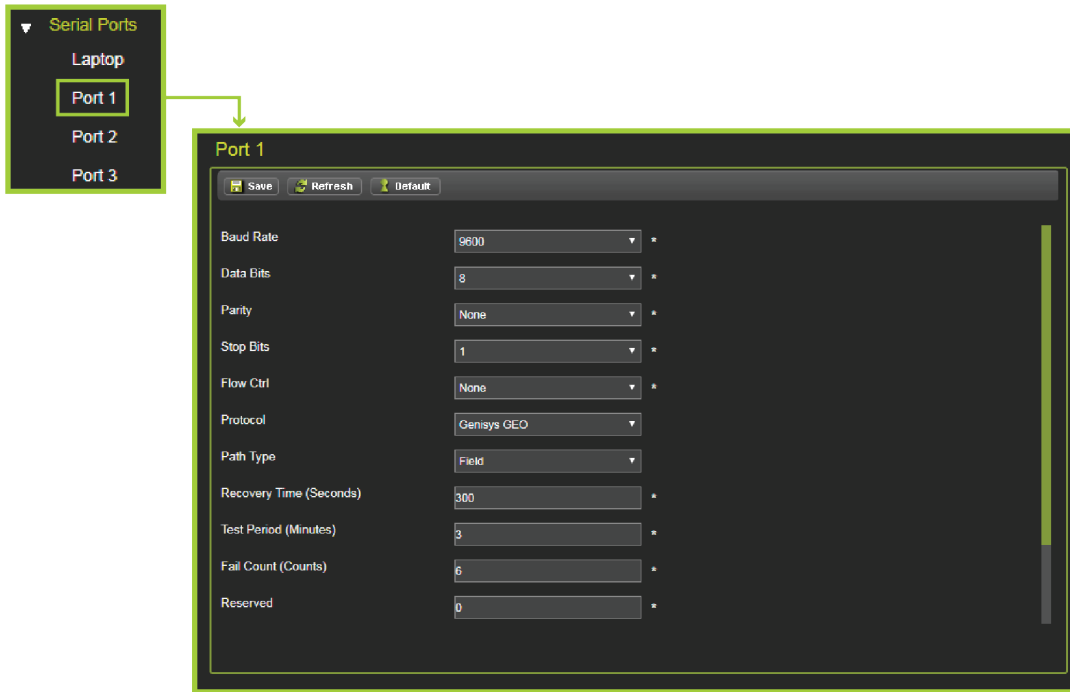 Serial Ports
Laptop
Port 1
Port 2
Port 3
Port 1
Save Refresh Default
Baud Rate 9600 *
Data Bits 8 *
Parity None *
Stop Bits 1 *
Flow Ctrl None *
Protocol Genisys GEO
Path Type Field
Recovery Time (Seconds) 300 *
Test Period (Minutes) 3 *
Fail Count (Counts) 6 *
Reserved 0 *